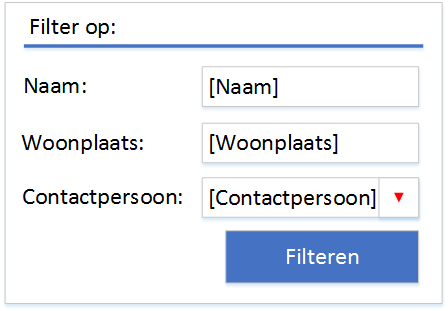 Filter op:
Naam: [Naam]
Woonplaats: [Woonplaats]
Contactpersoon: [Contactpersoon]
Filteren